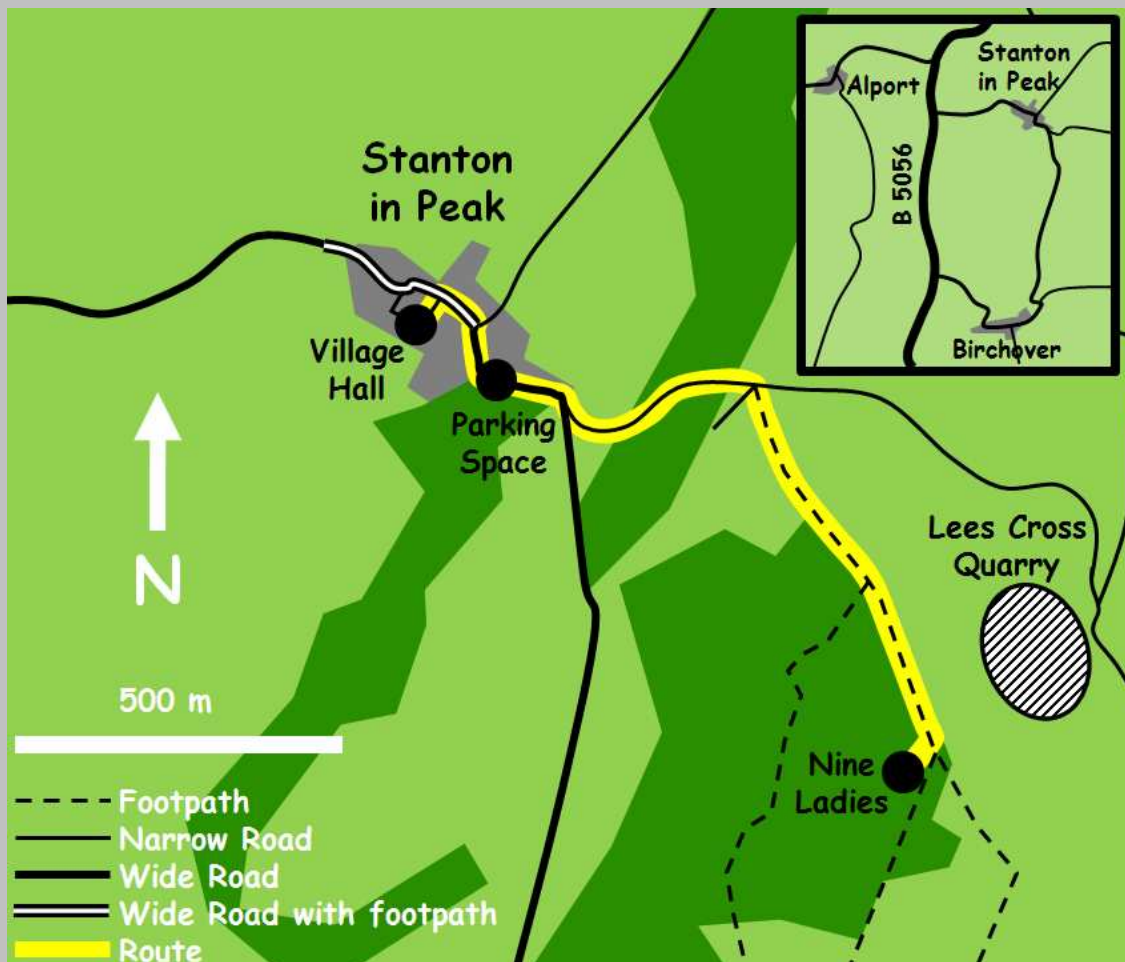 Stanton
in Peak
Alport
B 5056
Birchover
Stanton
in Peak
Village
Hall
Parking
Space
N
Lees Cross
Quarry
500 m
Nine
Ladies
Footpath
Narrow Road
Wide Road
Wide Road with footpath
Route